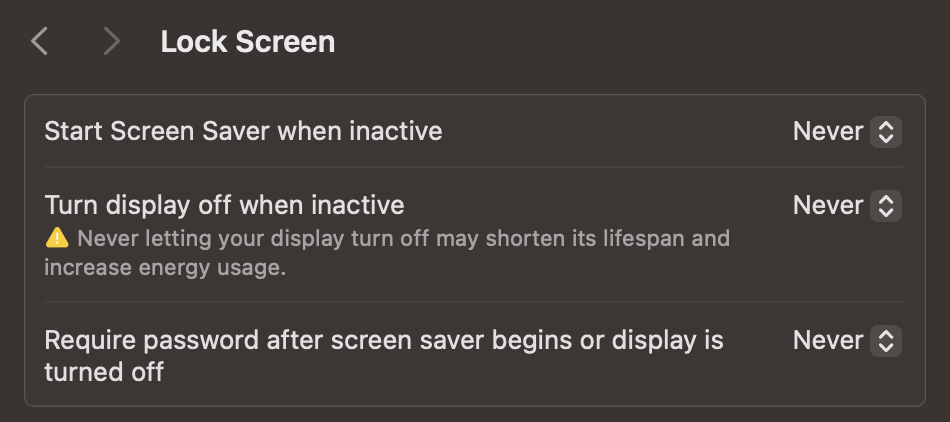 Lock Screen
Start Screen Saver when inactive Never
Turn display off when inactive Never
Never letting your display turn off may shorten its lifespan and
increase energy usage.
Require password after screen saver begins or display is Never
turned off